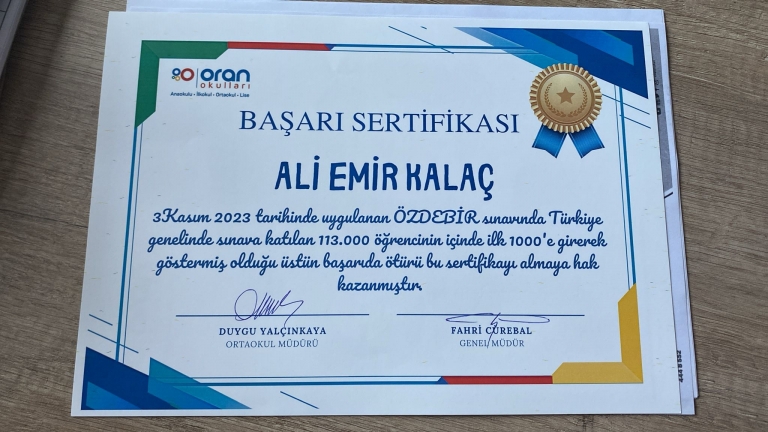 oran
okulları
Anaokulu • İlkokul • Ortaokul • Lise
BAŞARI SERTİFİKASI
ALİ EMİR KALAÇ
3Kasım 2023 tarihinde uygulanan ÖZDEBİR sınavında Türkiye
genelinde sınava katılan 113.000 öğrencinin içinde ilk 1000'e girerek
göstermiş olduğu üstün başarıda ötürü bu sertifikayı almaya hak
kazanmıştır.
DUYGU YALÇINKAYA
ORTAOKUL MÜDÜRÜ
FAHRİ CÜREBAL
GENEL MÜDÜR